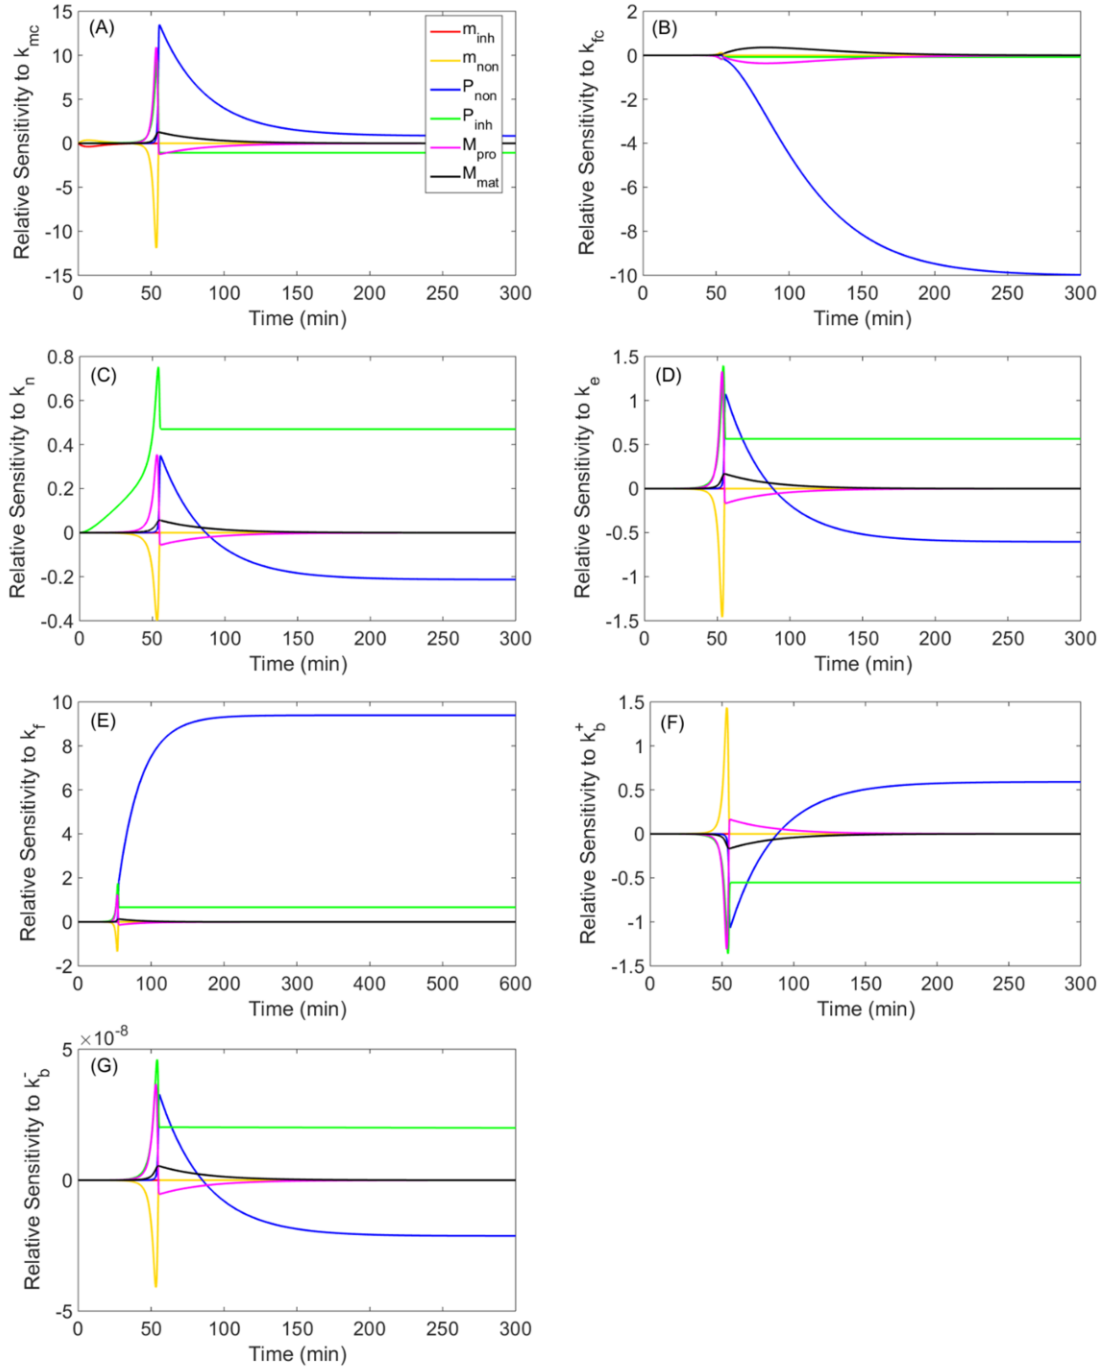 (A)
Relative Sensitivity to k_mc
15
10
5
0
-5
-10
-15
0 50 100 150 200 250 300
Time (min)
m_inh
m_non
P_non
P_inh
M_pro
M_mat
(B)
Relative Sensitivity to k_fc
2
0
-2
-4
-6
-8
-10
0 50 100 150 200 250 300
Time (min)
(C)
Relative Sensitivity to k_n
0.8
0.6
0.4
0.2
0
-0.2
-0.4
0 50 100 150 200 250 300
Time (min)
(D)
Relative Sensitivity to k_e
1.5
1
0.5
0
-0.5
-1
-1.5
0 50 100 150 200 250 300
Time (min)
(E)
Relative Sensitivity to k_f
10
8
6
4
2
0
-2
0 100 200 300 400 500 600
Time (min)
(F)
Relative Sensitivity to k_b^+
1.5
1
0.5
0
-0.5
-1
-1.5
0 50 100 150 200 250 300
Time (min)
(G)
Relative Sensitivity to k_b^-
×10^-8
5
0
-5
0 50 100 150 200 250 300
Time (min)